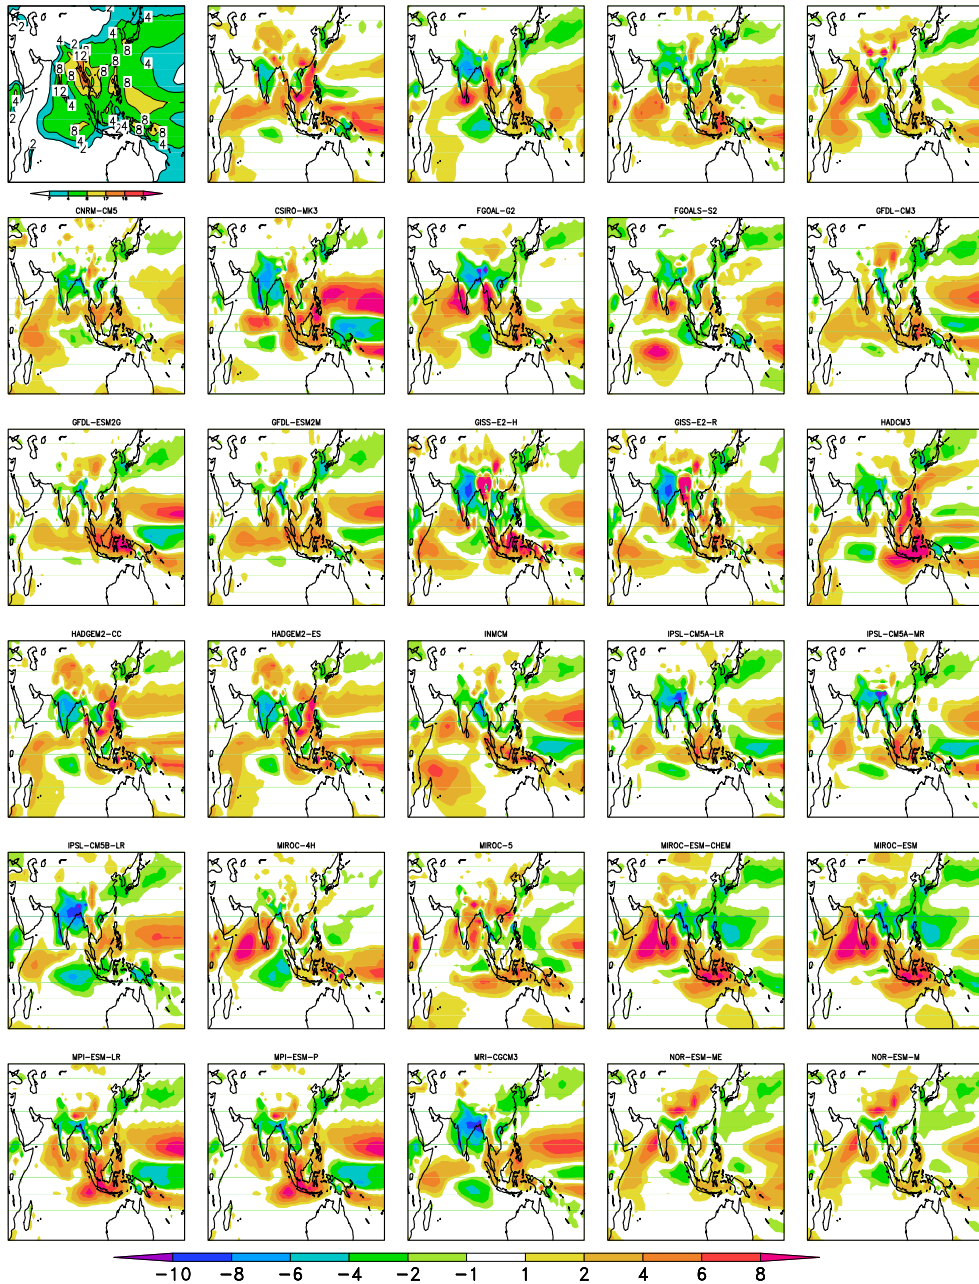 CNRM-CM5 CSIRO-MK3 FGOAL-G2 FGOALS-S2 GFDL-CM3
GFDL-ESM2G GFDL-ESM2M GISS-E2-H GISS-E2-R HADCM3
HADGEM2-CC HADGEM2-ES INMCM IPSL-CM5A-LR IPSL-CM5A-MR
IPSL-CM5B-LR MIROC-4H MIROC-5 MIROC-ESM-CHEM MIROC-ESM
MPI-ESM-LR MPI-ESM-P MRI-CGCM3 NOR-ESM-ME NOR-ESM-M
-10 -8 -6 -4 -2 -1 1 2 4 6 8